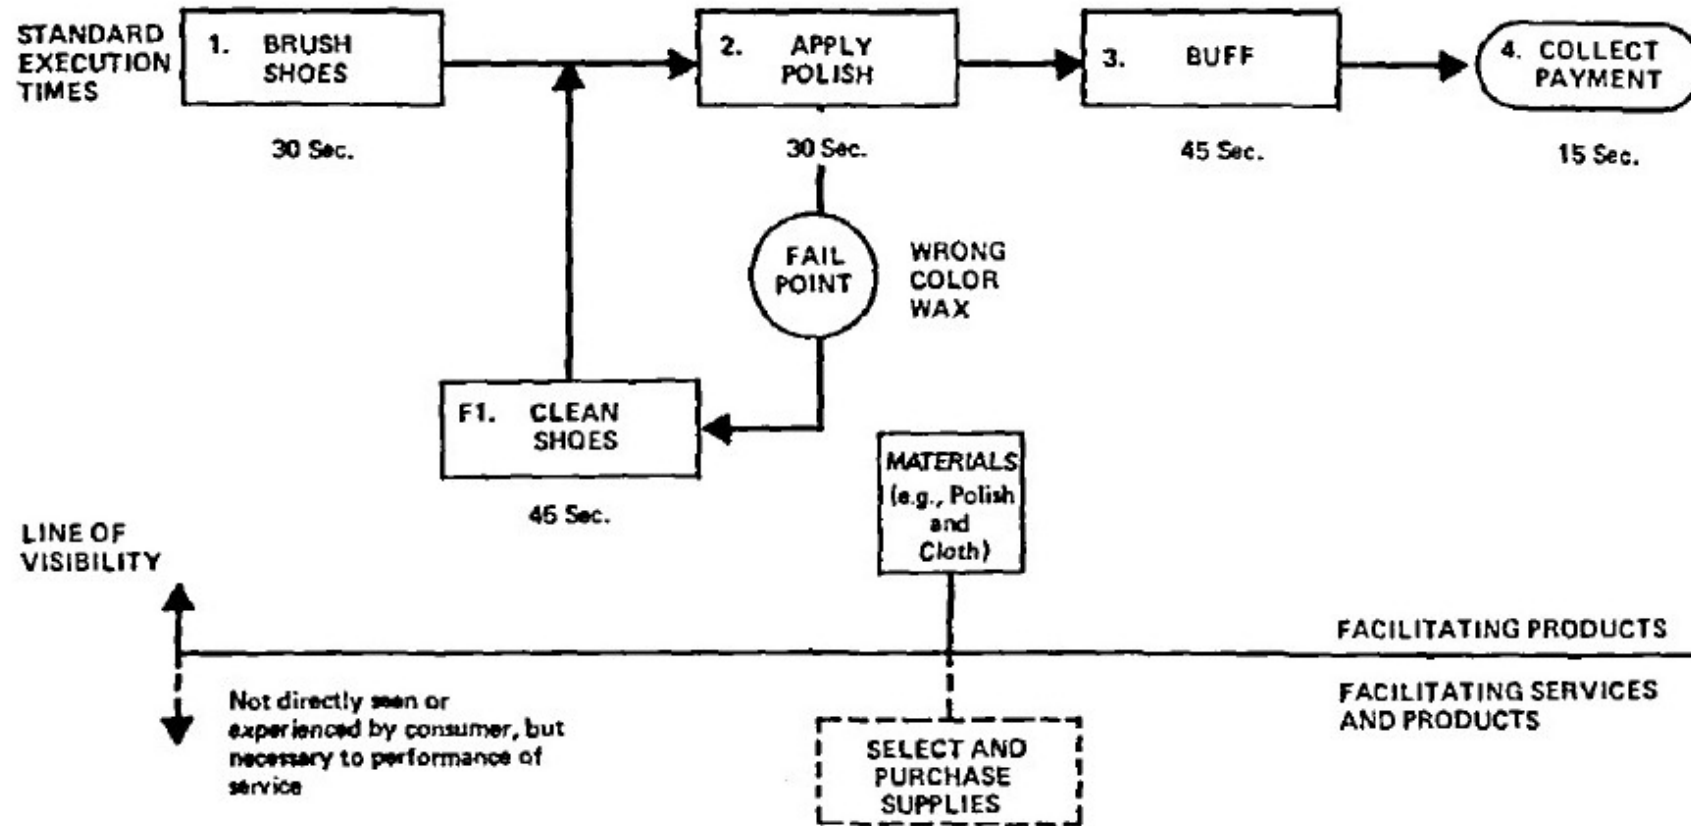 STANDARD
EXECUTION
TIMES
1. BRUSH
SHOES
30 Sec.
2. APPLY
POLISH
30 Sec.
3. BUFF
45 Sec.
4. COLLECT
PAYMENT
15 Sec.
FAIL
POINT
WRONG
COLOR
WAX
F1. CLEAN
SHOES
45 Sec.
MATERIALS
(e.g., Polish
and
Cloth)
LINE OF
VISIBILITY
FACILITATING PRODUCTS
Not directly seen or
experienced by consumer, but
necessary to performance of
service
FACILITATING SERVICES
AND PRODUCTS
SELECT AND
PURCHASE
SUPPLIES